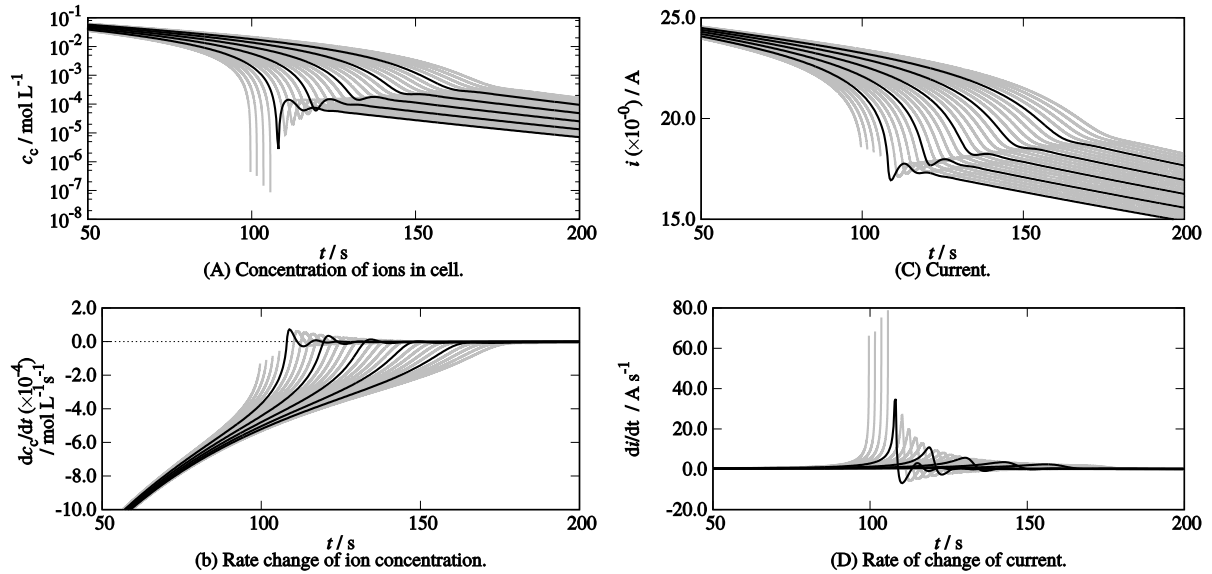 10⁻¹
10⁻²
10⁻³
10⁻⁴
10⁻⁵
10⁻⁶
10⁻⁷
10⁻⁸
c_c / mol L⁻¹
50 100 150 200
t / s
(A) Concentration of ions in cell.
25.0
20.0
15.0
i (×10⁻⁰) / A
50 100 150 200
t / s
(C) Current.
2.0
0.0
-2.0
-4.0
-6.0
-8.0
-10.0
dc_c/dt (×10⁻⁴)
/ mol L⁻¹s⁻¹
50 100 150 200
t / s
(b) Rate change of ion concentration.
80.0
60.0
40.0
20.0
0.0
-20.0
di/dt / A s⁻¹
50 100 150 200
t / s
(D) Rate of change of current.